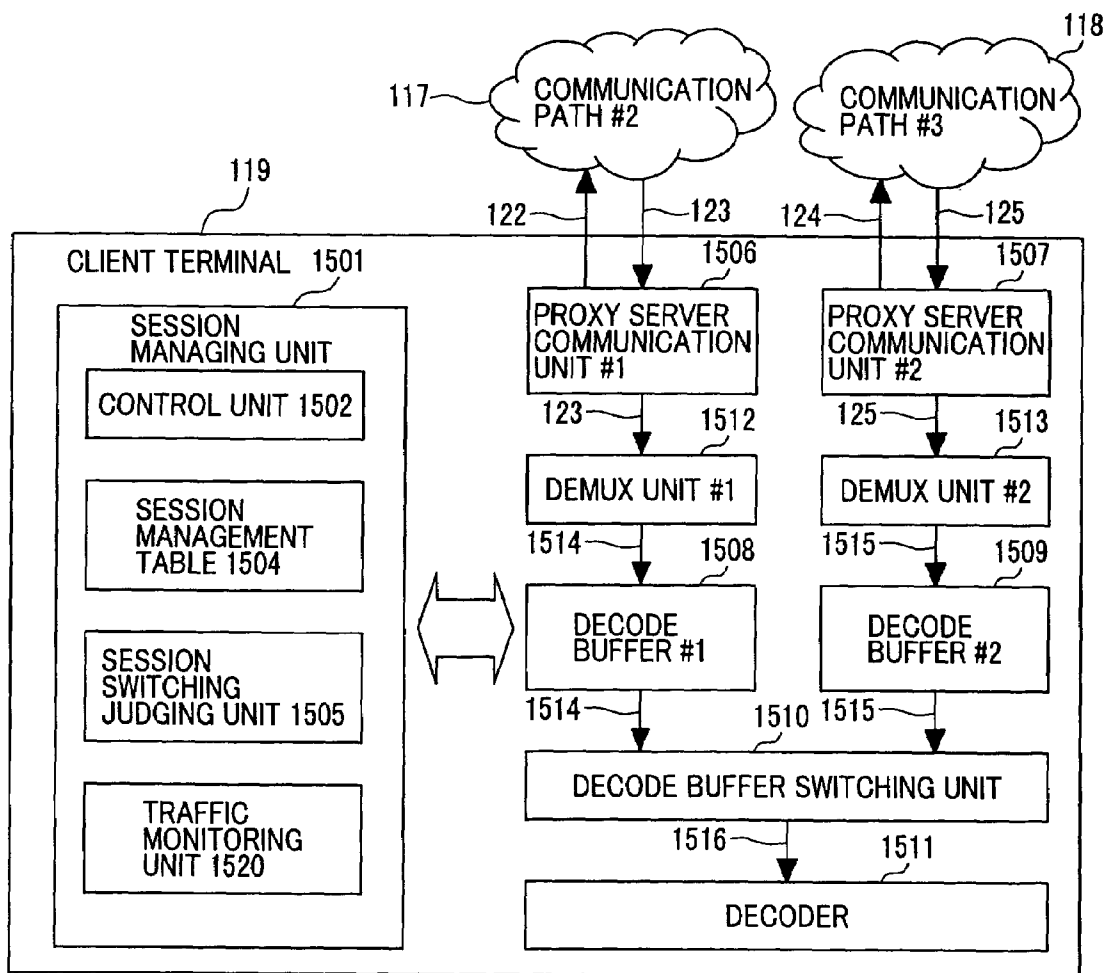 118
117
COMMUNICATION
PATH #2
COMMUNICATION
PATH #3
119
122
123
124
125
CLIENT TERMINAL
1501
1506
1507
SESSION
MANAGING UNIT
CONTROL UNIT 1502
SESSION
MANAGEMENT
TABLE 1504
SESSION
SWITCHING
JUDGING UNIT 1505
TRAFFIC
MONITORING
UNIT 1520
PROXY SERVER
COMMUNICATION
UNIT #1
PROXY SERVER
COMMUNICATION
UNIT #2
123
1512
125
1513
DEMUX UNIT #1
DEMUX UNIT #2
1514
1508
1515
1509
DECODE
BUFFER #1
DECODE
BUFFER #2
1514
1510
1515
DECODE BUFFER SWITCHING UNIT
1516
1511
DECODER